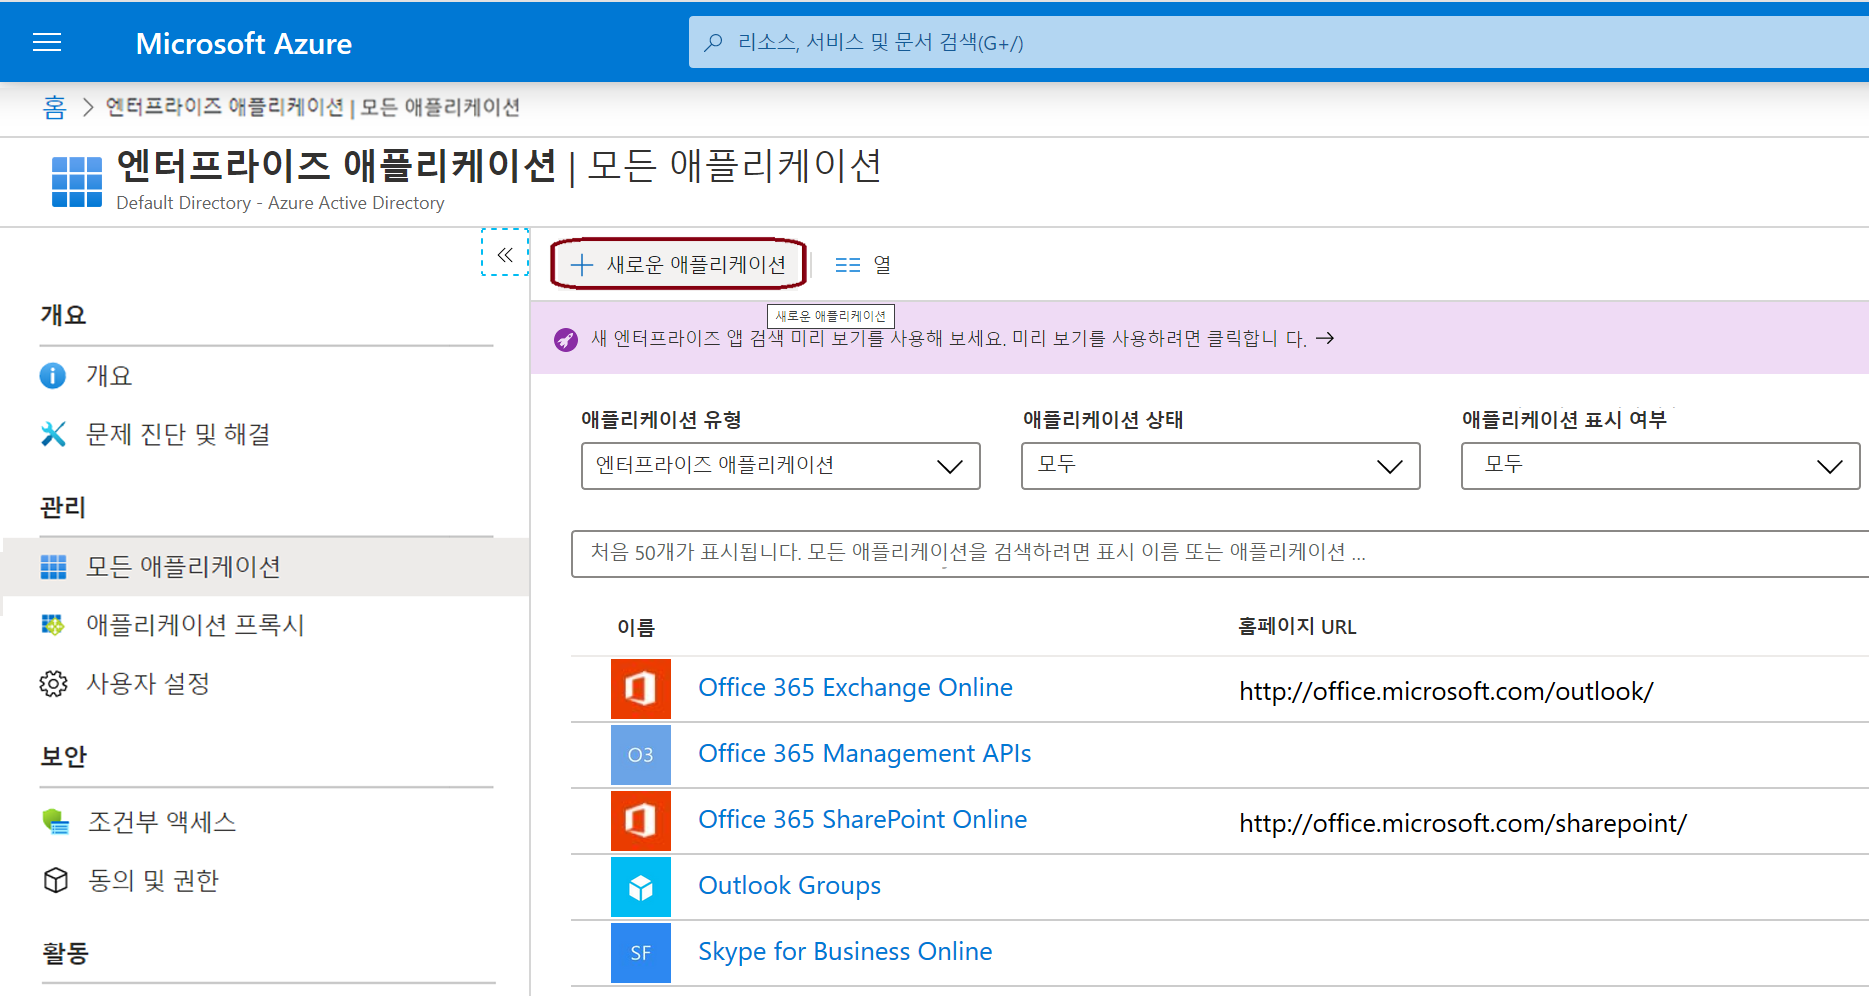 Microsoft Azure
리소스, 서비스 및 문서 검색(G+/)
홈 > 엔터프라이즈 애플리케이션 | 모든 애플리케이션
엔터프라이즈 애플리케이션 | 모든 애플리케이션
Default Directory - Azure Active Directory
«
+ 새로운 애플리케이션
열
새로운 애플리케이션
새 엔터프라이즈 앱 검색 미리 보기를 사용해 보세요. 미리 보기를 사용하려면 클릭합니 다. →
개요
개요
문제 진단 및 해결
관리
모든 애플리케이션
애플리케이션 프록시
사용자 설정
보안
조건부 액세스
동의 및 권한
활동
애플리케이션 유형
애플리케이션 상태
애플리케이션 표시 여부
엔터프라이즈 애플리케이션
모두
모두
처음 50개가 표시됩니다. 모든 애플리케이션을 검색하려면 표시 이름 또는 애플리케이션 ...
이름
홈페이지 URL
Office 365 Exchange Online
http://office.microsoft.com/outlook/
O3
Office 365 Management APIs
Office 365 SharePoint Online
http://office.microsoft.com/sharepoint/
Outlook Groups
SF
Skype for Business Online